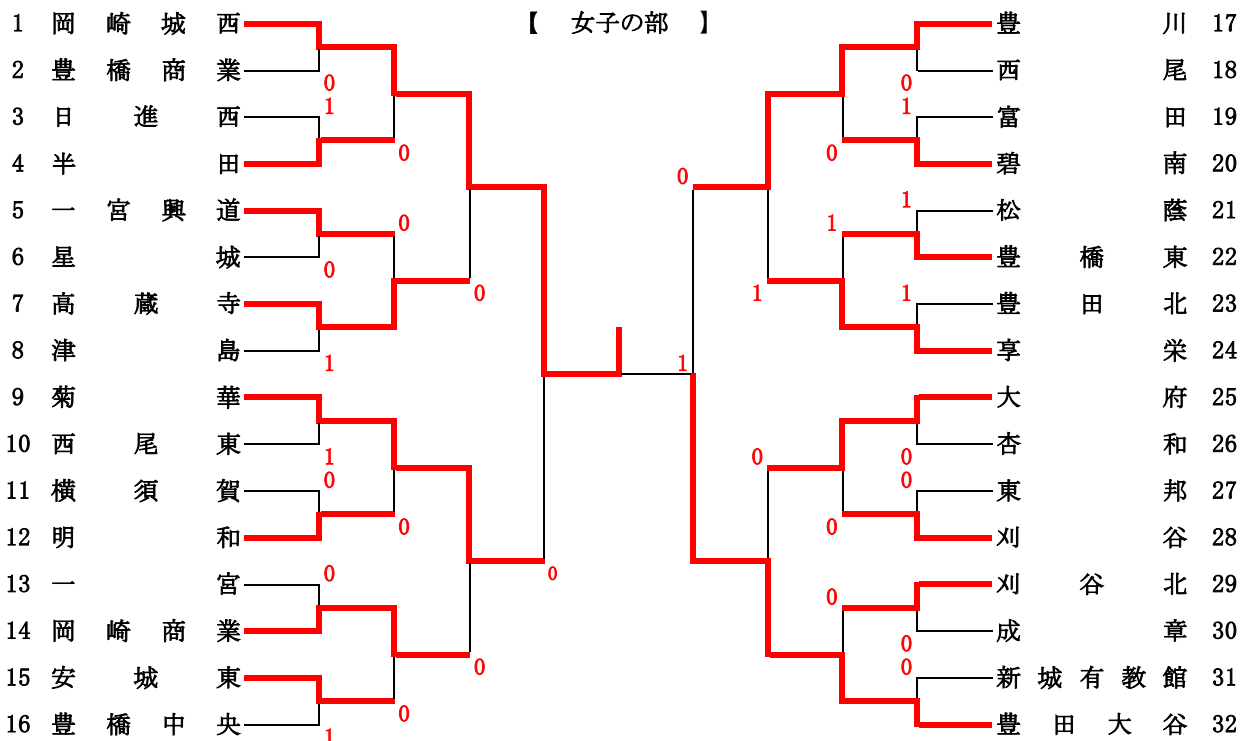 【　女子の部　】
1 岡崎城西
2 豊橋商業
0
1
3 日進西
4 半田
0
5 一宮興道
0
6 星城
0
7 高蔵寺
0
8 津島
1
9 菊華
10 西尾東
1
0
11 横須賀
12 明和
0
0
13 一宮
0
14 岡崎商業
0
15 安城東
0
16 豊橋中央
1
豊川 17
西尾 18
0
1
富田 19
0
碧南 20
0
松蔭 21
1
1
豊橋東 22
豊田北 23
1
1
享栄 24
1
大府 25
杏和 26
0
0
0
東邦 27
0
刈谷 28
刈谷北 29
0
成章 30
0
0
新城有教館 31
豊田大谷 32